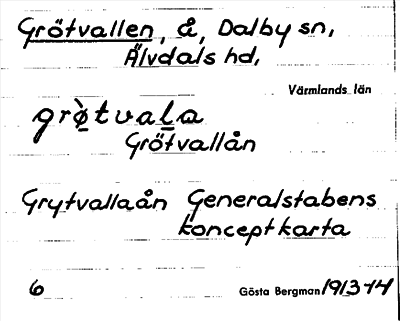 Grötvallen, å, Dalby sn,
Älvdals hd,
Värmlands län
grø̀tvala
Grötvallån
Grytvallaån Generalstabens
konceptkarta
6 Gösta Bergman 1913-14